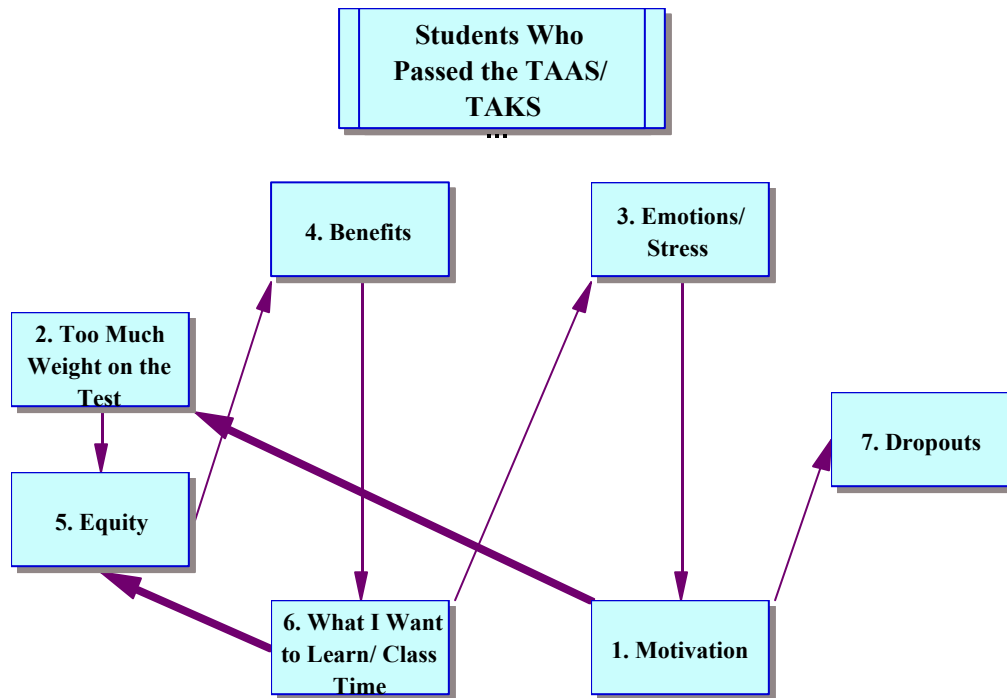 Students Who
Passed the TAAS/
TAKS
...
4. Benefits
3. Emotions/
Stress
2. Too Much
Weight on the
Test
7. Dropouts
5. Equity
6. What I Want
to Learn/ Class
Time
1. Motivation